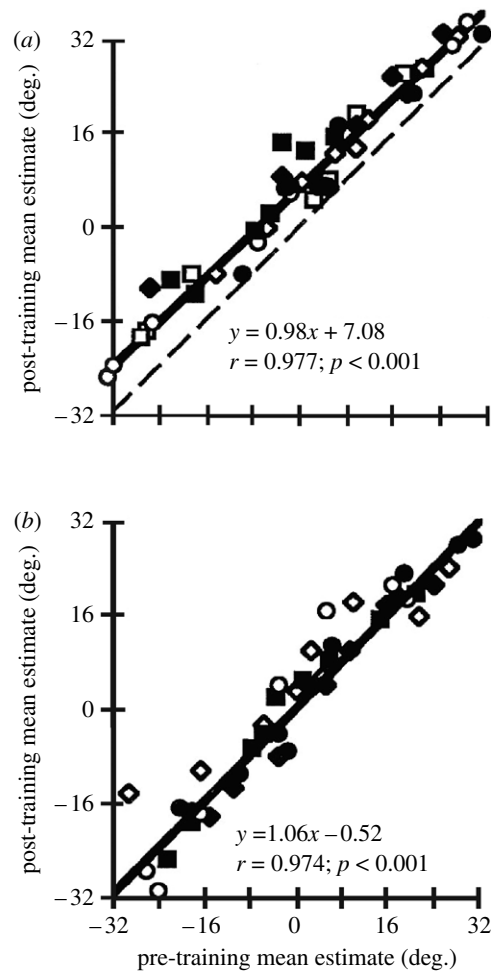 (a)
32
16
0
−16
−32
post-training mean estimate (deg.)
y = 0.98x + 7.08
r = 0.977; p < 0.001
(b)
32
16
0
−16
−32
post-training mean estimate (deg.)
y=1.06x – 0.52
r = 0.974; p < 0.001
−32 −16 0 16 32
pre-training mean estimate (deg.)